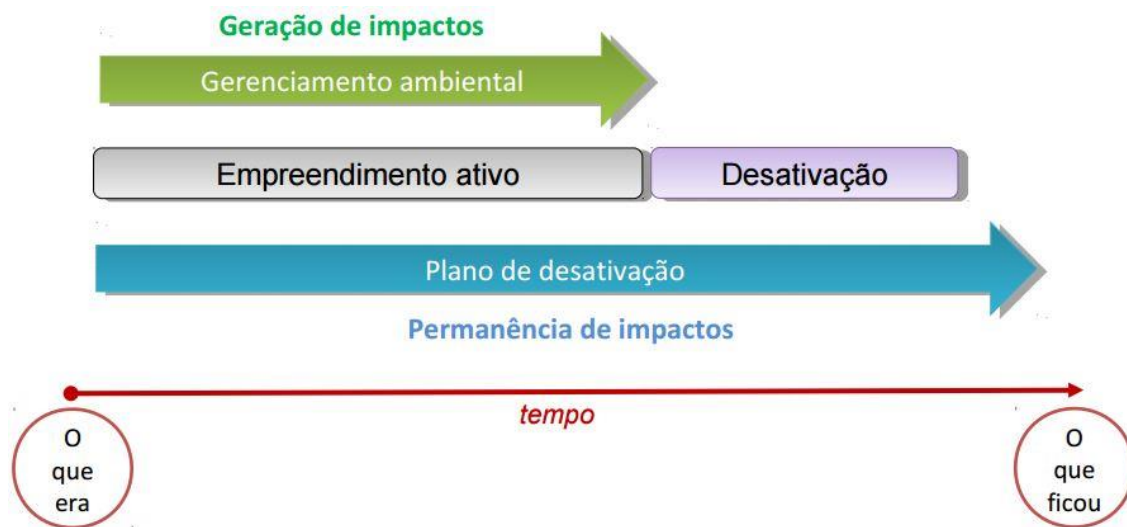 Geração de impactos
Gerenciamento ambiental
Empreendimento ativo
Desativação
Plano de desativação
Permanência de impactos
tempo
O
que
era
O
que
ficou